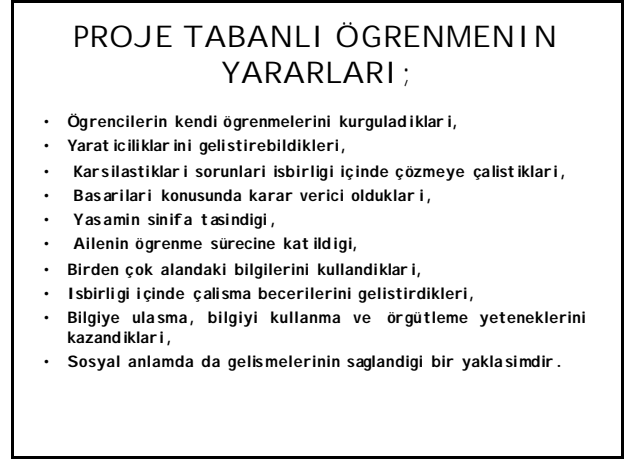 PROJE TABANLI ÖGRENMENIN
YARARLARI;
• Ögrencilerin kendi ögrenmelerini kurguladiklari,
• Yaraticiliklarini gelistirebildikleri,
• Karsilastiklari sorunlari isbirligi içinde çözmeye çalistiklari,
• Basarilari konusunda karar verici olduklari,
• Yasamin sinifa tasindigi,
• Ailenin ögrenme sürecine katildigi,
• Birden çok alandaki bilgilerini kullandiklari,
• Isbirligi içinde çalisma becerilerini gelistirdikleri,
• Bilgiye ulasma, bilgiyi kullanma ve örgütleme yeteneklerini
kazandiklari,
• Sosyal anlamda da gelismelerinin saglandigi bir yaklasimdir.